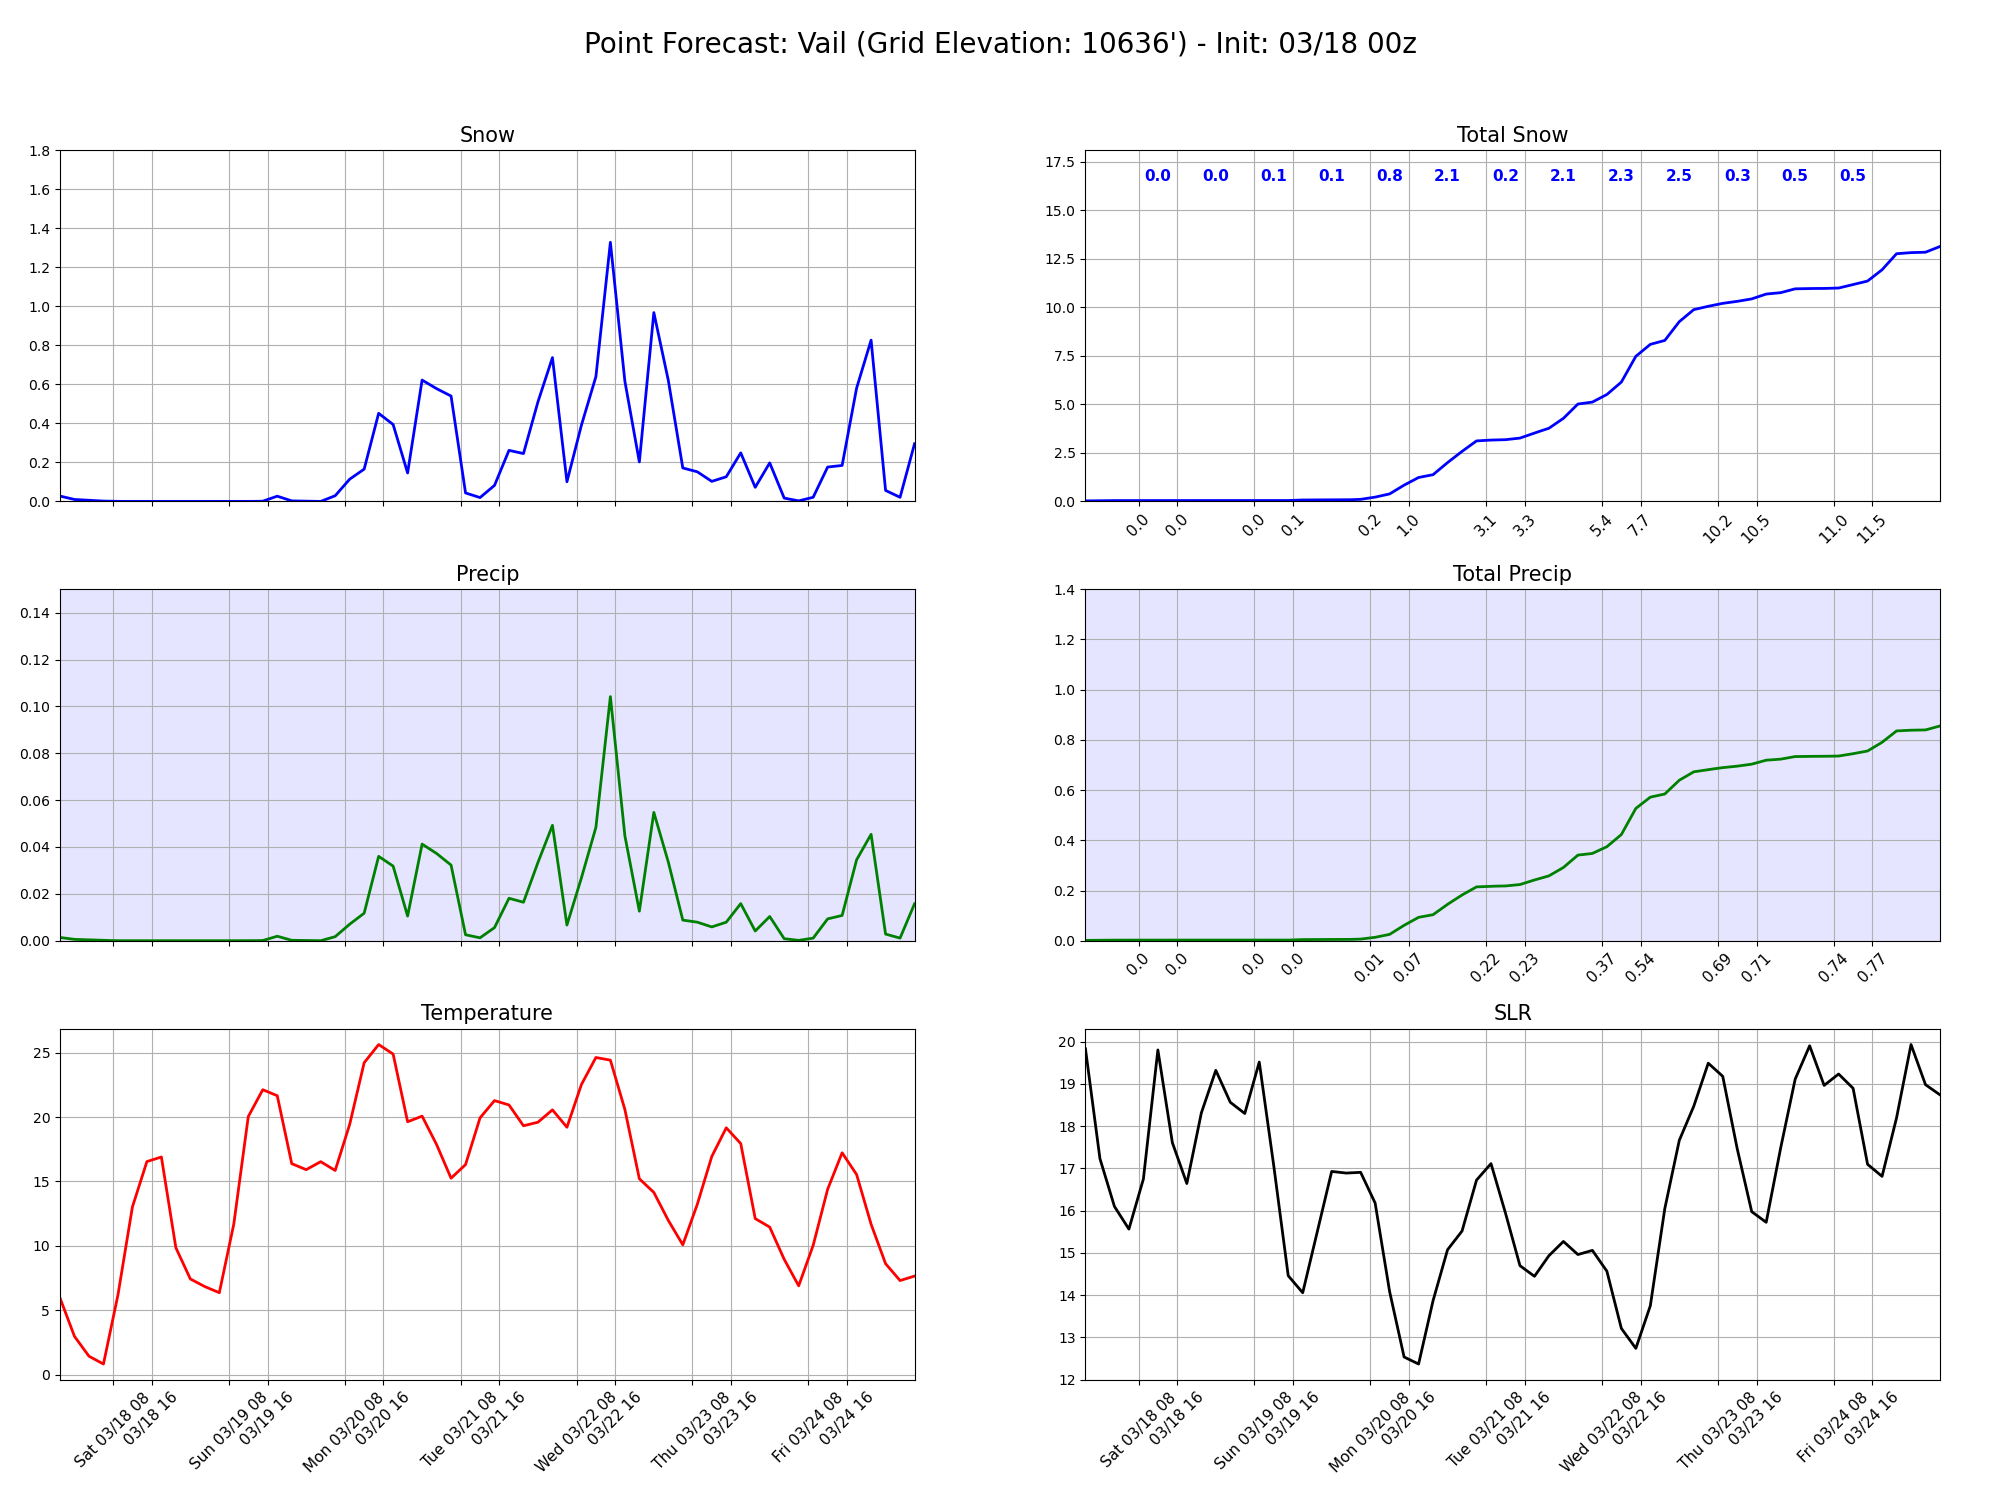 Point Forecast: Vail (Grid Elevation: 10636') - Init: 03/18 00z
Snow
1.8
1.6
1.4
1.2
1.0
0.8
0.6
0.4
0.2
0.0
Total Snow
17.5
15.0
12.5
10.0
7.5
5.0
2.5
0.0
0.0 0.0 0.1 0.1 0.8 2.1 0.2 2.1 2.3 2.5 0.3 0.5 0.5
0.0 0.0 0.0 0.1 0.2 1.0 3.1 3.3 5.4 7.7 10.2 10.5 11.0 11.5
Precip
0.14
0.12
0.10
0.08
0.06
0.04
0.02
0.00
Total Precip
1.4
1.2
1.0
0.8
0.6
0.4
0.2
0.0
0.0 0.0 0.0 0.0 0.01 0.07 0.22 0.23 0.37 0.54 0.69 0.71 0.74 0.77
Temperature
25
20
15
10
5
0
Sat 03/18 08
03/18 16
Sun 03/19 08
03/19 16
Mon 03/20 08
03/20 16
Tue 03/21 08
03/21 16
Wed 03/22 08
03/22 16
Thu 03/23 08
03/23 16
Fri 03/24 08
03/24 16
SLR
20
19
18
17
16
15
14
13
12
Sat 03/18 08
03/18 16
Sun 03/19 08
03/19 16
Mon 03/20 08
03/20 16
Tue 03/21 08
03/21 16
Wed 03/22 08
03/22 16
Thu 03/23 08
03/23 16
Fri 03/24 08
03/24 16